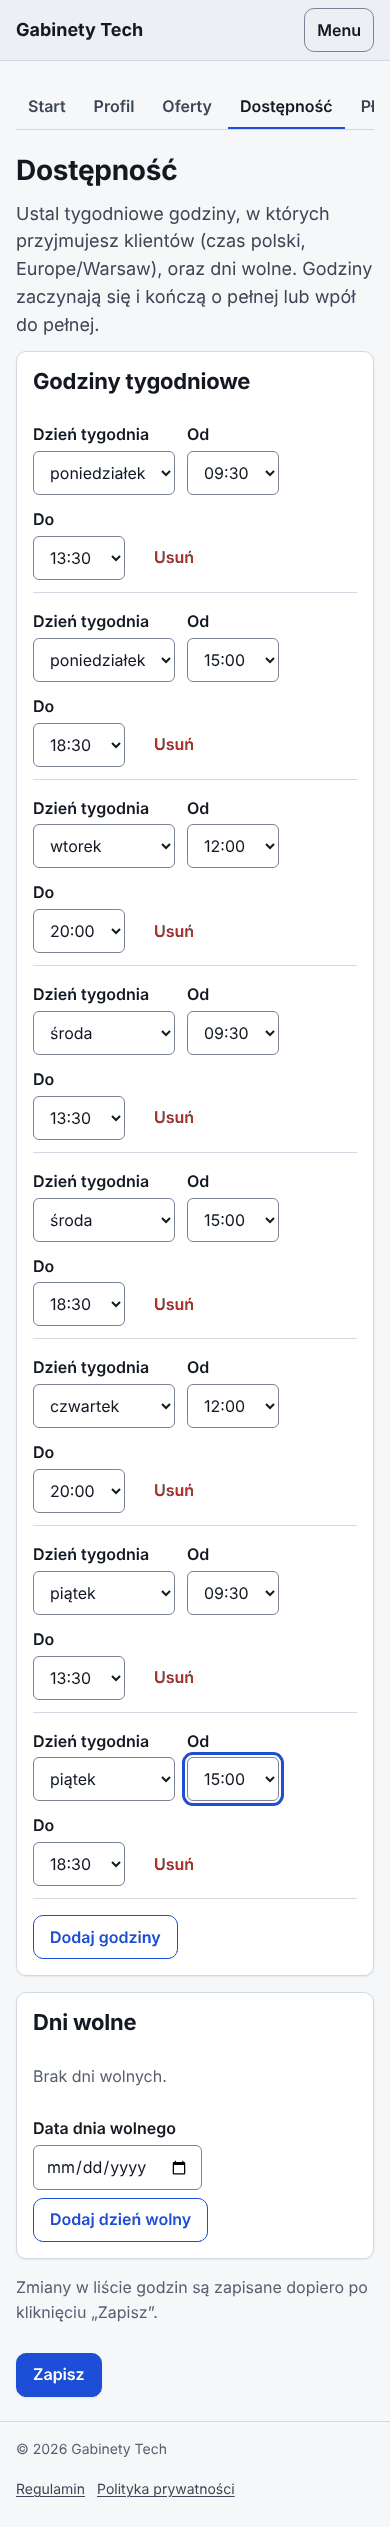 Gabinety Tech
Menu
Start Profil Oferty Dostępność Pł
Dostępność
Ustal tygodniowe godziny, w których
przyjmujesz klientów (czas polski,
Europe/Warsaw), oraz dni wolne. Godziny
zaczynają się i kończą o pełnej lub wpół
do pełnej.
Godziny tygodniowe
Dzień tygodnia Od
poniedziałek 09:30
Do
13:30 Usuń
Dzień tygodnia Od
poniedziałek 15:00
Do
18:30 Usuń
Dzień tygodnia Od
wtorek 12:00
Do
20:00 Usuń
Dzień tygodnia Od
środa 09:30
Do
13:30 Usuń
Dzień tygodnia Od
środa 15:00
Do
18:30 Usuń
Dzień tygodnia Od
czwartek 12:00
Do
20:00 Usuń
Dzień tygodnia Od
piątek 09:30
Do
13:30 Usuń
Dzień tygodnia Od
piątek 15:00
Do
18:30 Usuń
Dodaj godziny
Dni wolne
Brak dni wolnych.
Data dnia wolnego
mm/dd/yyyy
Dodaj dzień wolny
Zmiany w liście godzin są zapisane dopiero po
kliknięciu „Zapisz”.
Zapisz
© 2026 Gabinety Tech
Regulamin Polityka prywatności